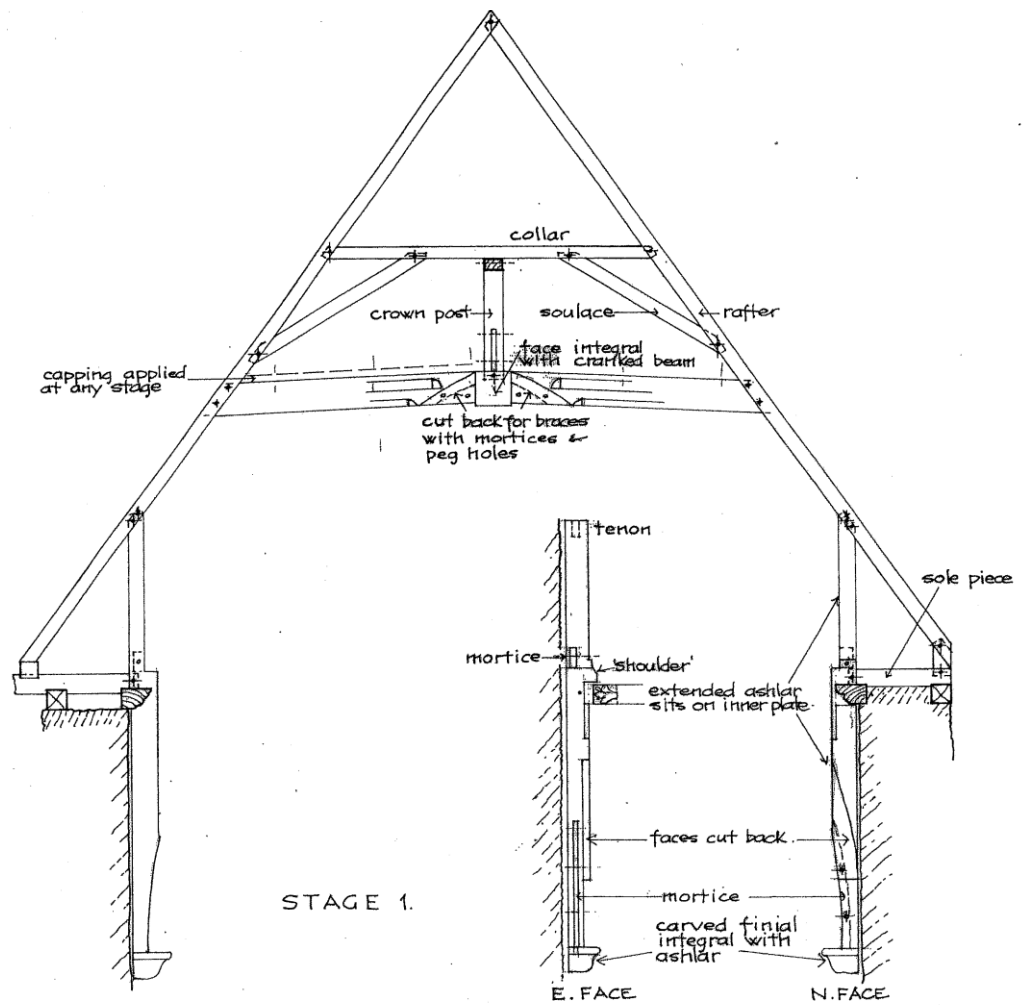 collar
crown post
soulace
rafter
face integral
with cranked beam
capping applied
at any stage
cut back for braces
with mortices &
peg holes
tenon
sole piece
mortice
'shoulder'
extended ashlar
sits on inner plate
faces cut back
STAGE 1.
mortice
carved finial
integral with
ashlar
E. FACE
N. FACE